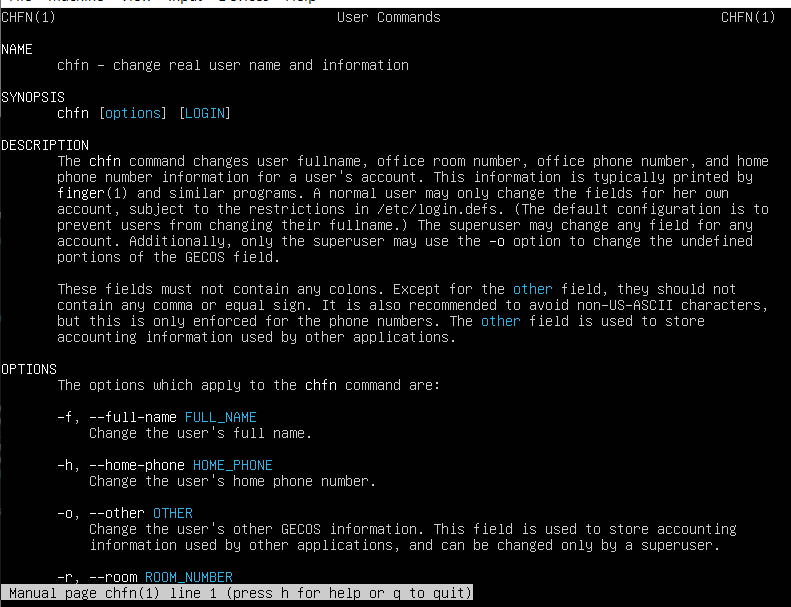 CHFN(1) User Commands CHFN(1)
NAME
chfn - change real user name and information
SYNOPSIS
chfn [options] [LOGIN]
DESCRIPTION
The chfn command changes user fullname, office room number, office phone number, and home
phone number information for a user's account. This information is typically printed by
finger(1) and similar programs. A normal user may only change the fields for her own
account, subject to the restrictions in /etc/login.defs. (The default configuration is to
prevent users from changing their fullname.) The superuser may change any field for any
account. Additionally, only the superuser may use the -o option to change the undefined
portions of the GECOS field.
These fields must not contain any colons. Except for the other field, they should not
contain any comma or equal sign. It is also recommended to avoid non-US-ASCII characters,
but this is only enforced for the phone numbers. The other field is used to store
accounting information used by other applications.
OPTIONS
The options which apply to the chfn command are:
-f, --full-name FULL_NAME
Change the user's full name.
-h, --home-phone HOME_PHONE
Change the user's home phone number.
-o, --other OTHER
Change the user's other GECOS information. This field is used to store accounting
information used by other applications, and can be changed only by a superuser.
-r, --room ROOM_NUMBER
Manual page chfn(1) line 1 (press h for help or q to quit)